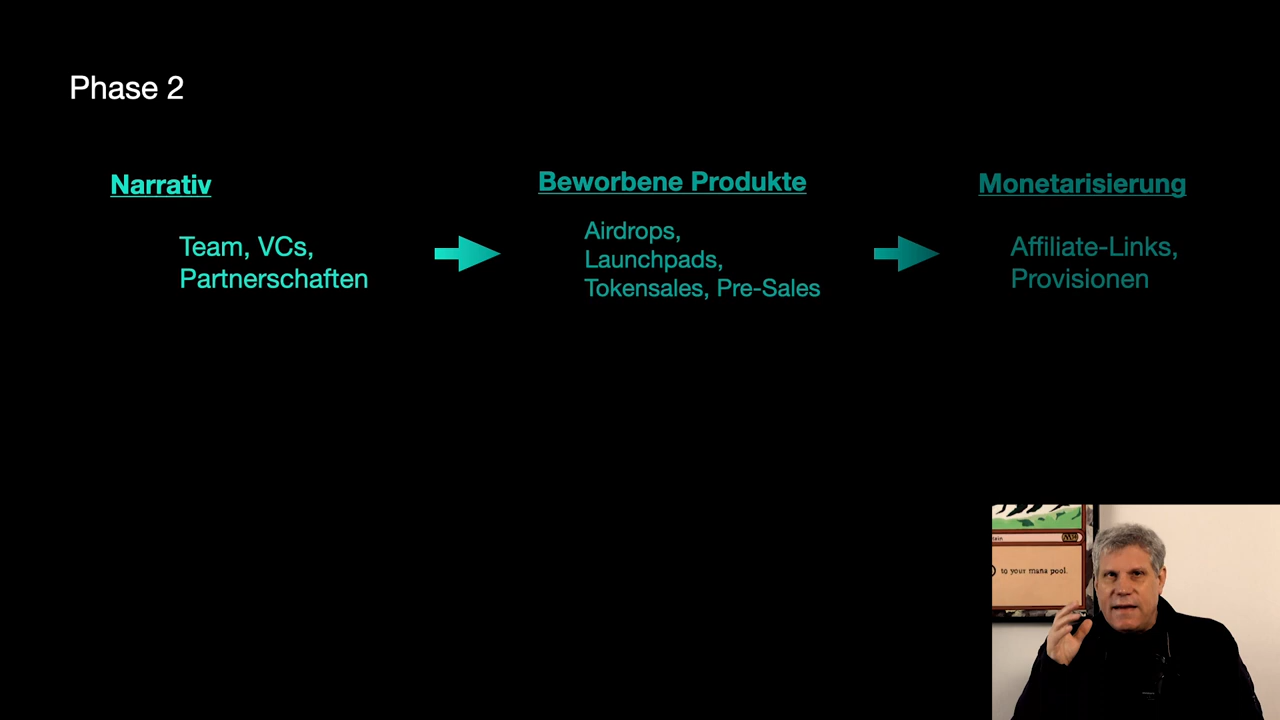 Phase 2
Narrativ
Team, VCs,
Partnerschaften
Beworbene Produkte
Airdrops,
Launchpads,
Tokensales, Pre-Sales
Monetarisierung
Affiliate-Links,
Provisionen
to your mana pool.